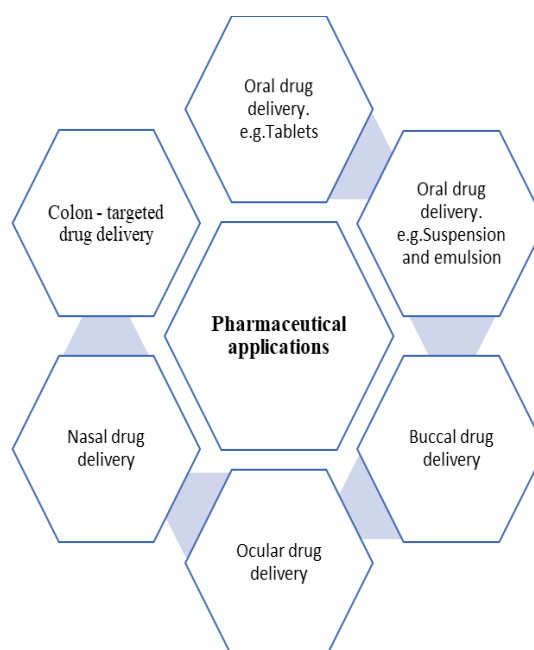 Oral drug
delivery.
e.g.Tablets
Oral drug
delivery.
e.g.Suspension
and emulsion
Buccal drug
delivery
Ocular drug
delivery
Nasal drug
delivery
Colon - targeted
drug delivery
Pharmaceutical
applications